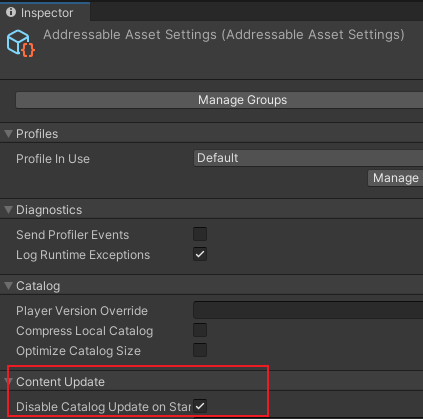 Inspector
Addressable Asset Settings (Addressable Asset Settings)
Manage Groups
Profiles
Profile In Use Default
Manage
Diagnostics
Send Profiler Events
Log Runtime Exceptions
Catalog
Player Version Override
Compress Local Catalog
Optimize Catalog Size
Content Update
Disable Catalog Update on Star